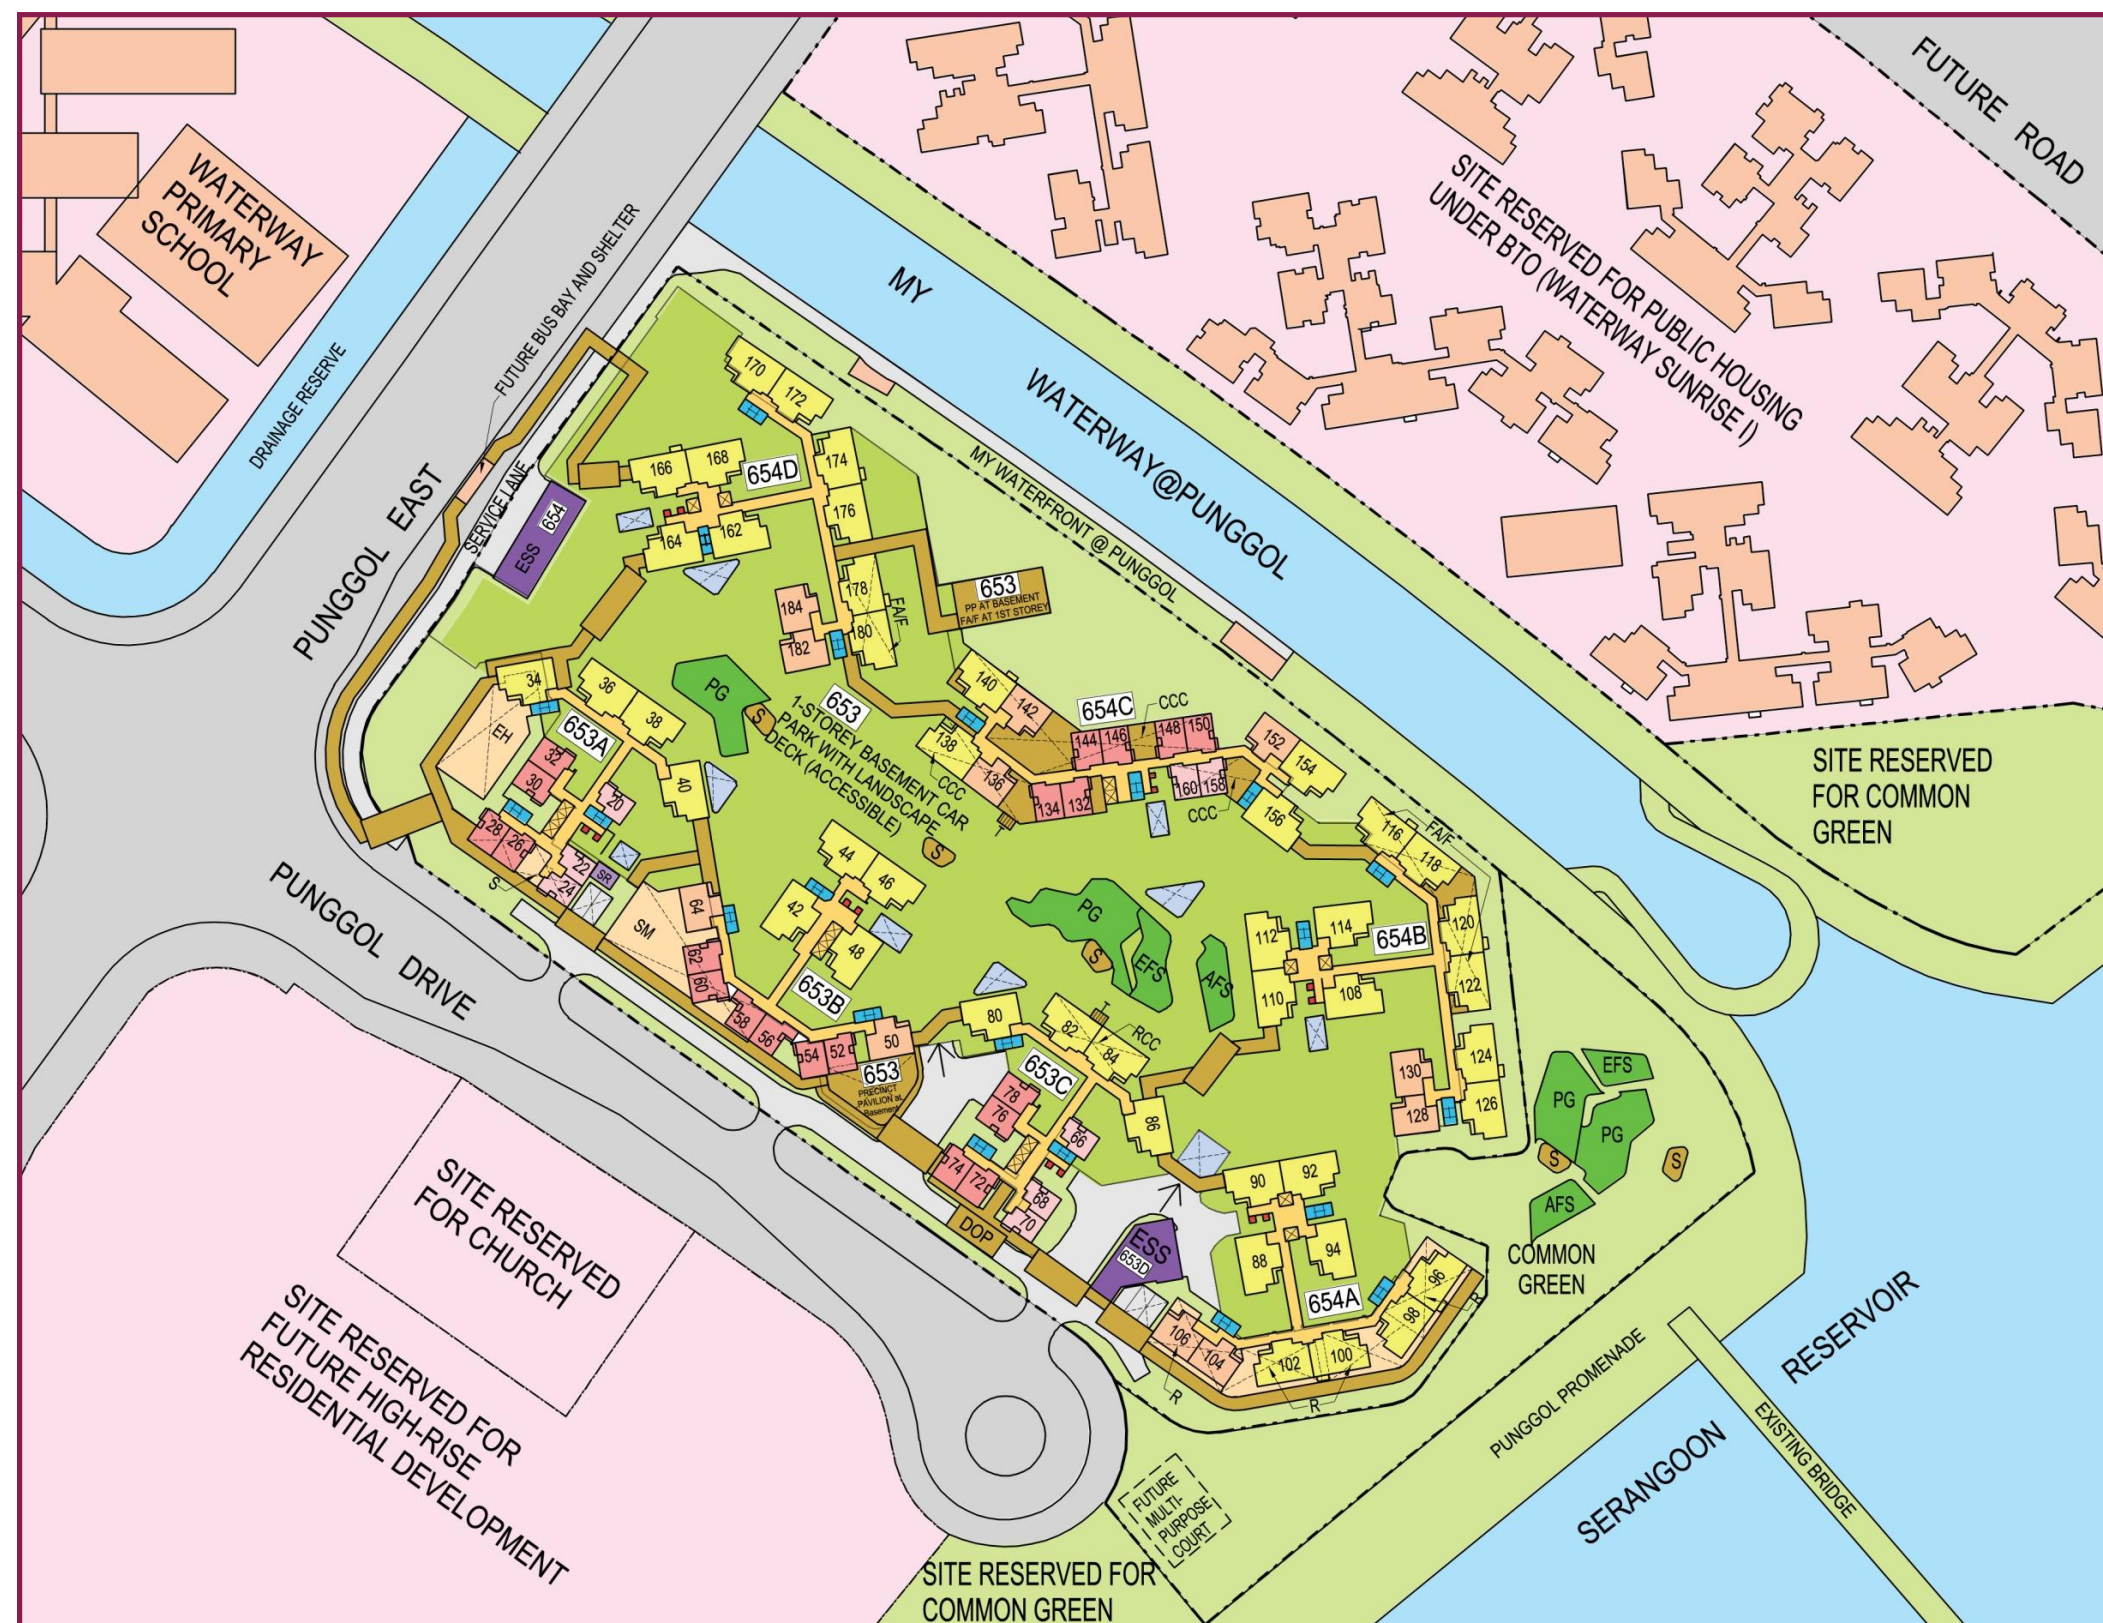 FUTURE ROAD
WATERWAY
PRIMARY
SCHOOL
DRAINAGE RESERVE
FUTURE BUS BAY AND SHELTER
PUNGGOL EAST
SERVICE LANE
MY WATERWAY@PUNGGOL
MY WATERFRONT @ PUNGGOL
SITE RESERVED FOR PUBLIC HOUSING
UNDER BTO (WATERWAY SUNRISE I)
SITE RESERVED
FOR COMMON
GREEN
ESS
654
170
172
166
168
654D
174
176
164
162
178
180
FA/F
184
182
653
PP AT BASEMENT
FA/F AT 1ST STOREY
34
36
38
40
EH
653A
32
30
20
28
26
22
24
SR
S
PG
S
653
1-STOREY BASEMENT CAR
PARK WITH LANDSCAPE
DECK (ACCESSIBLE)
S
140
142
654C
CCC
144
146
148
150
152
154
138
136
CCC
134
132
160
158
CCC
156
116
118
FA/F
44
46
42
48
64
SM
62
60
653B
58
56
54
52
50
653
PRECINCT
PAVILION at
Basement
PG
S
EFS
AFS
112
114
654B
120
110
108
122
124
126
130
128
80
82
84
RCC
653C
78
76
86
66
74
72
68
70
DOP
ESS
653D
90
92
88
94
654A
96
98
R
106
104
102
100
R
R
PUNGGOL DRIVE
EFS
PG
PG
S
S
AFS
COMMON
GREEN
SITE RESERVED
FOR CHURCH
SITE RESERVED FOR
FUTURE HIGH-RISE
RESIDENTIAL DEVELOPMENT
PUNGGOL PROMENADE
SERANGOON RESERVOIR
EXISTING BRIDGE
FUTURE
MULTI-
PURPOSE
COURT
SITE RESERVED FOR
COMMON GREEN